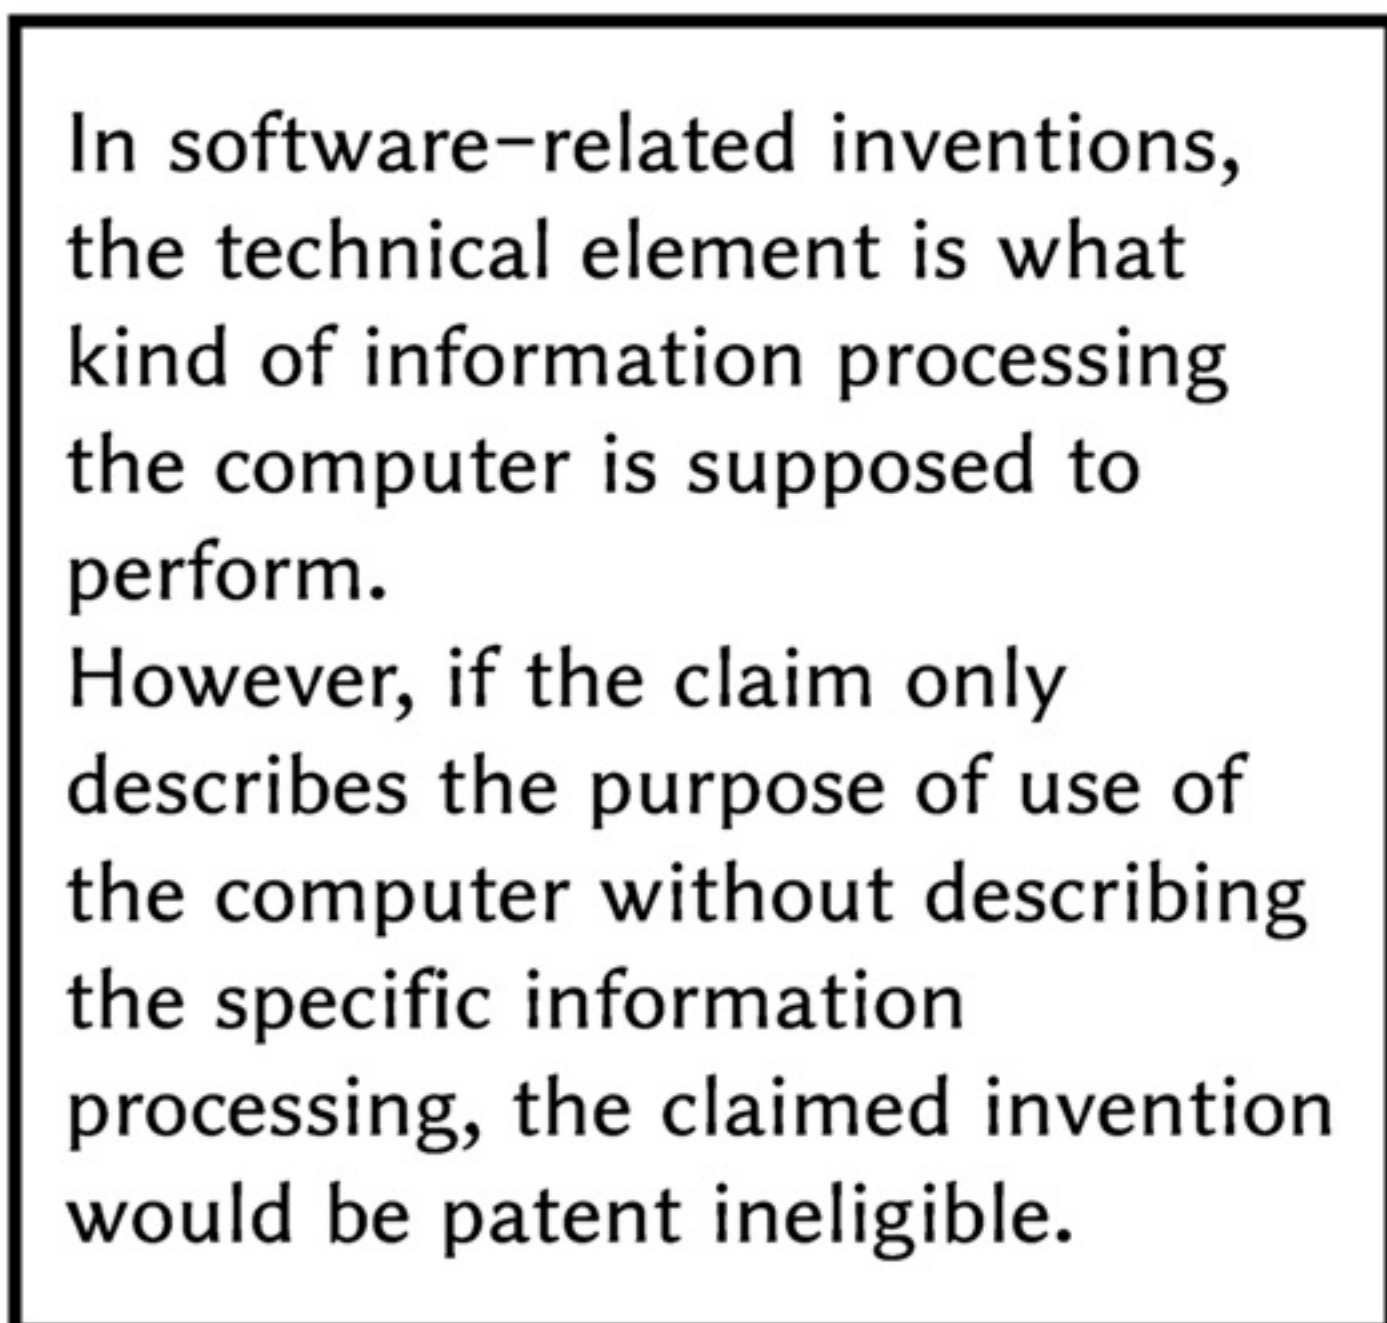 In software-related inventions,
the technical element is what
kind of information processing
the computer is supposed to
perform.
However, if the claim only
describes the purpose of use of
the computer without describing
the specific information
processing, the claimed invention
would be patent ineligible.